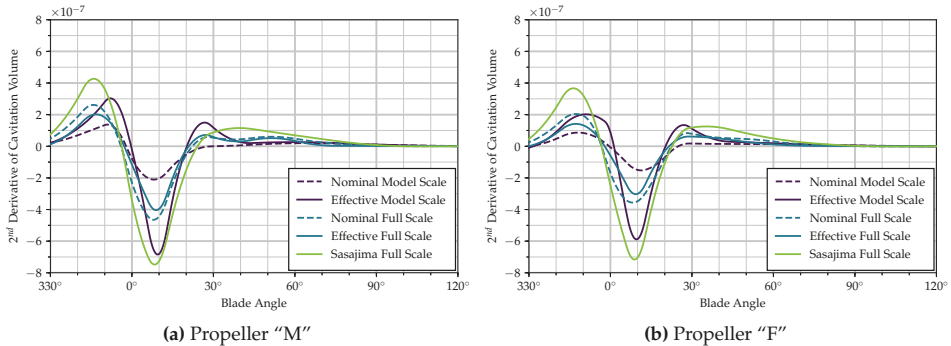 ×10⁻⁷
8
6
4
2
0
−2
−4
−6
−8
2ⁿᵈ Derivative of Cavitation Volume
330° 0° 30° 60° 90° 120°
Blade Angle
Nominal Model Scale
Effective Model Scale
Nominal Full Scale
Effective Full Scale
Sasajima Full Scale
(a) Propeller “M”
×10⁻⁷
8
6
4
2
0
−2
−4
−6
−8
2ⁿᵈ Derivative of Cavitation Volume
330° 0° 30° 60° 90° 120°
Blade Angle
Nominal Model Scale
Effective Model Scale
Nominal Full Scale
Effective Full Scale
Sasajima Full Scale
(b) Propeller “F”